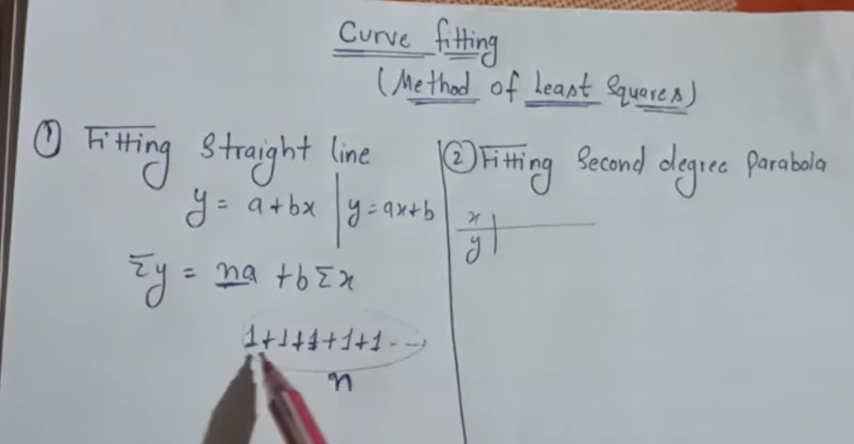 Curve fitting
(Method of Least Squares)
① Fitting Straight line
y = a+bx | y = ax+b
Σy = na + bΣx
1+1+1+1+1-----
n
② Fitting Second degree parabola
x
y